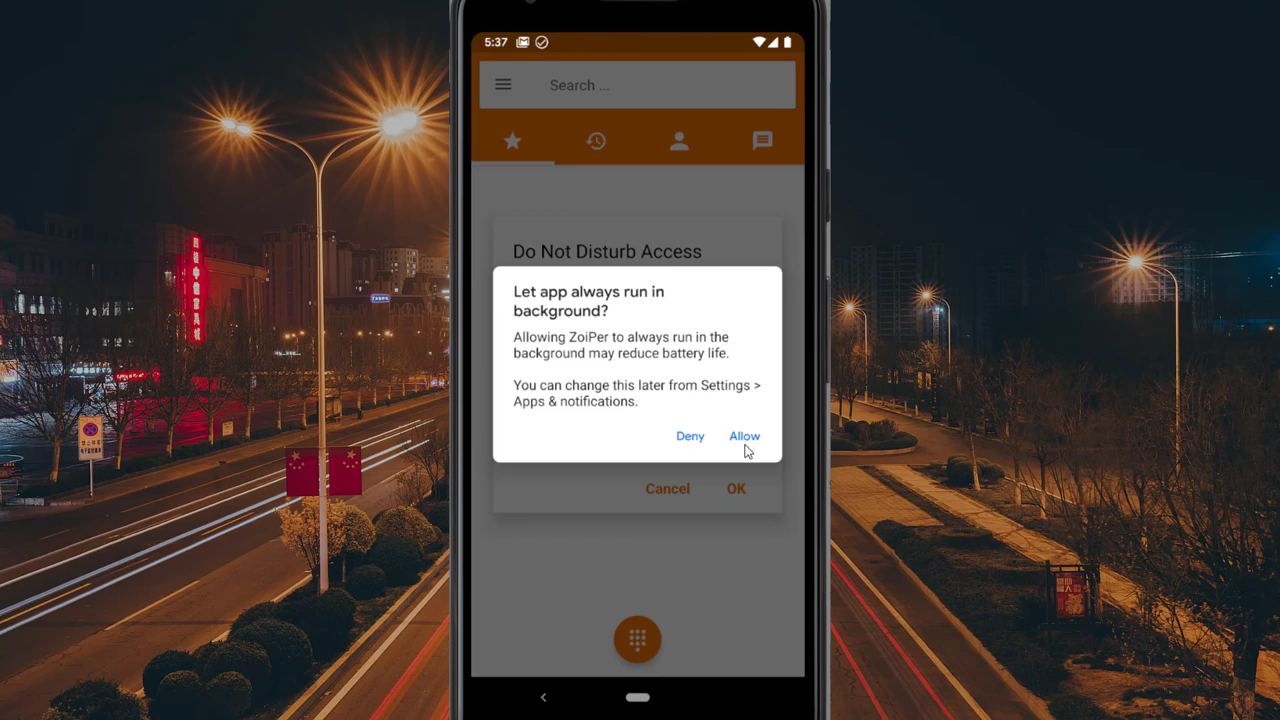 5:37
Search ...
Do Not Disturb Access
Let app always run in
background?
Allowing ZoiPer to always run in the
background may reduce battery life.
You can change this later from Settings >
Apps & notifications.
Deny Allow
Cancel OK